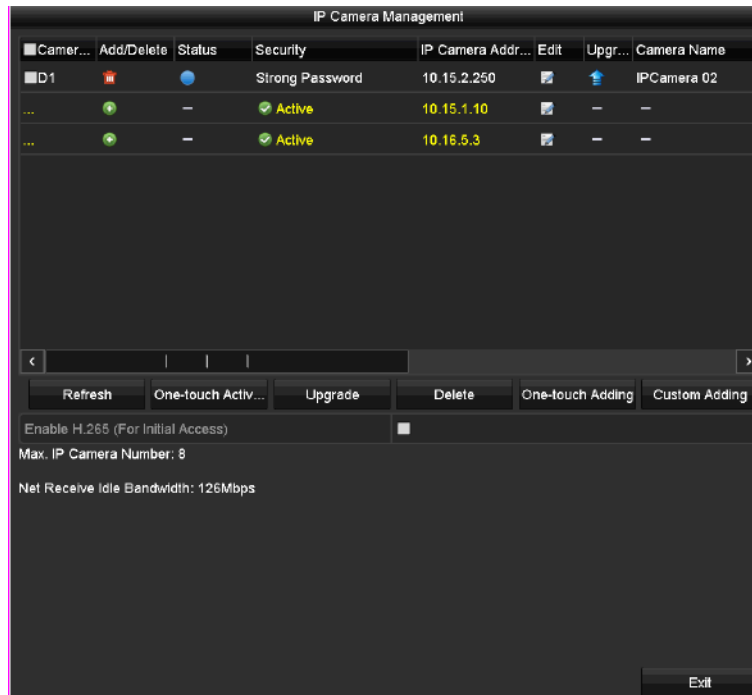 IP Camera Management
Camer... Add/Delete Status Security IP Camera Addr... Edit Upgr... Camera Name
D1 Strong Password 10.15.2.250 IPCamera 02
... – Active 10.15.1.10 – –
... – Active 10.16.5.3 – –
Refresh One-touch Activ... Upgrade Delete One-touch Adding Custom Adding
Enable H.265 (For Initial Access)
Max. IP Camera Number: 8
Net Receive Idle Bandwidth: 126Mbps
Exit